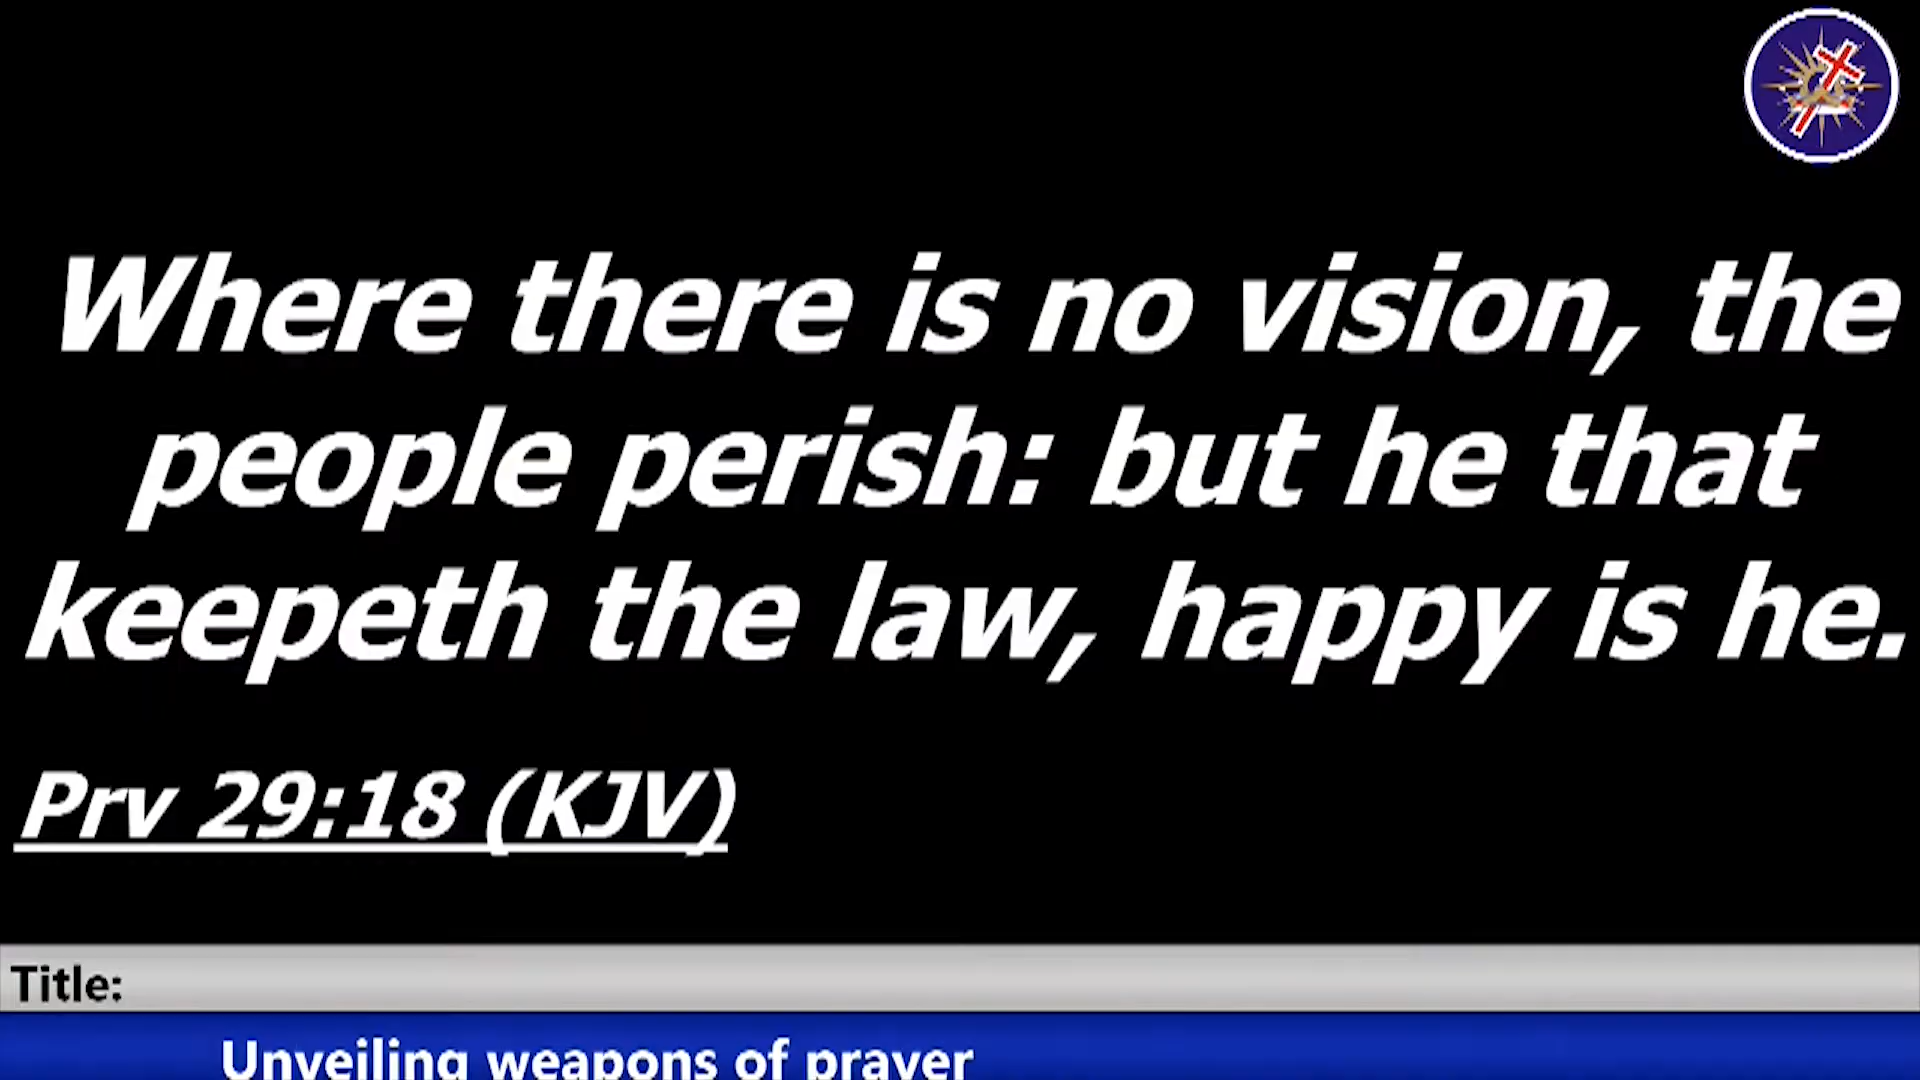 Where there is no vision, the
people perish: but he that
keepeth the law, happy is he.
Prv 29:18 (KJV)
Title:
Unveiling weapons of prayer